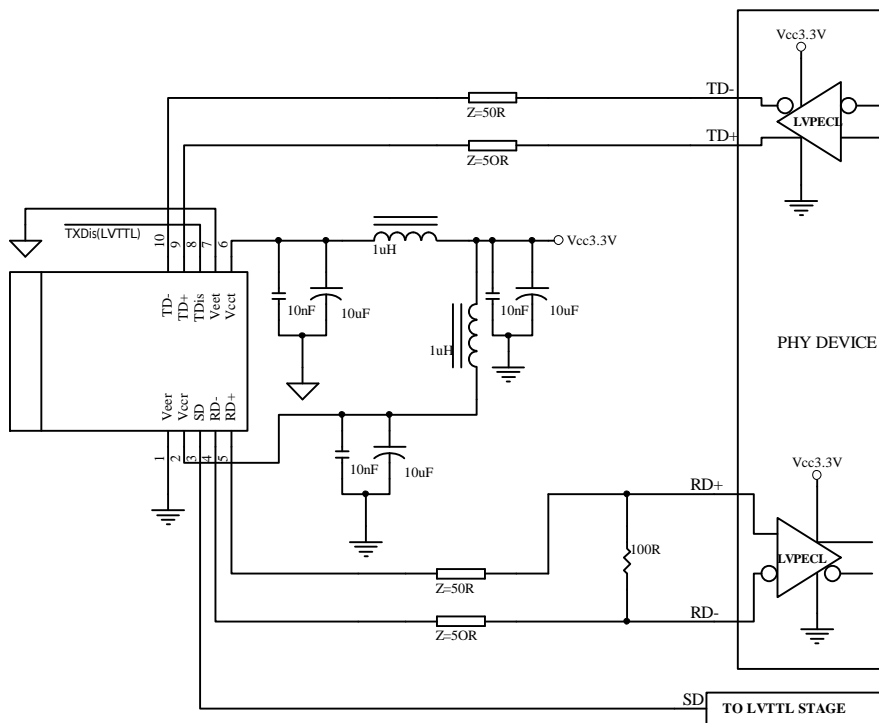 Vcc3.3V
TD-
LVPECL
Z=50R
TD+
Z=5OR
TXDis(LVTTL)
10
9
8
7
6
Vcc3.3V
1uH
TD-
TD+
TDis
Veet
Vcct
10nF
10uF
10nF
10uF
1uH
PHY DEVICE
Veer
Vccr
SD
RD-
RD+
1
2
3
4
5
10nF
10uF
Vcc3.3V
RD+
100R
LVPECL
Z=50R
RD-
Z=5OR
SD
TO LVTTL STAGE